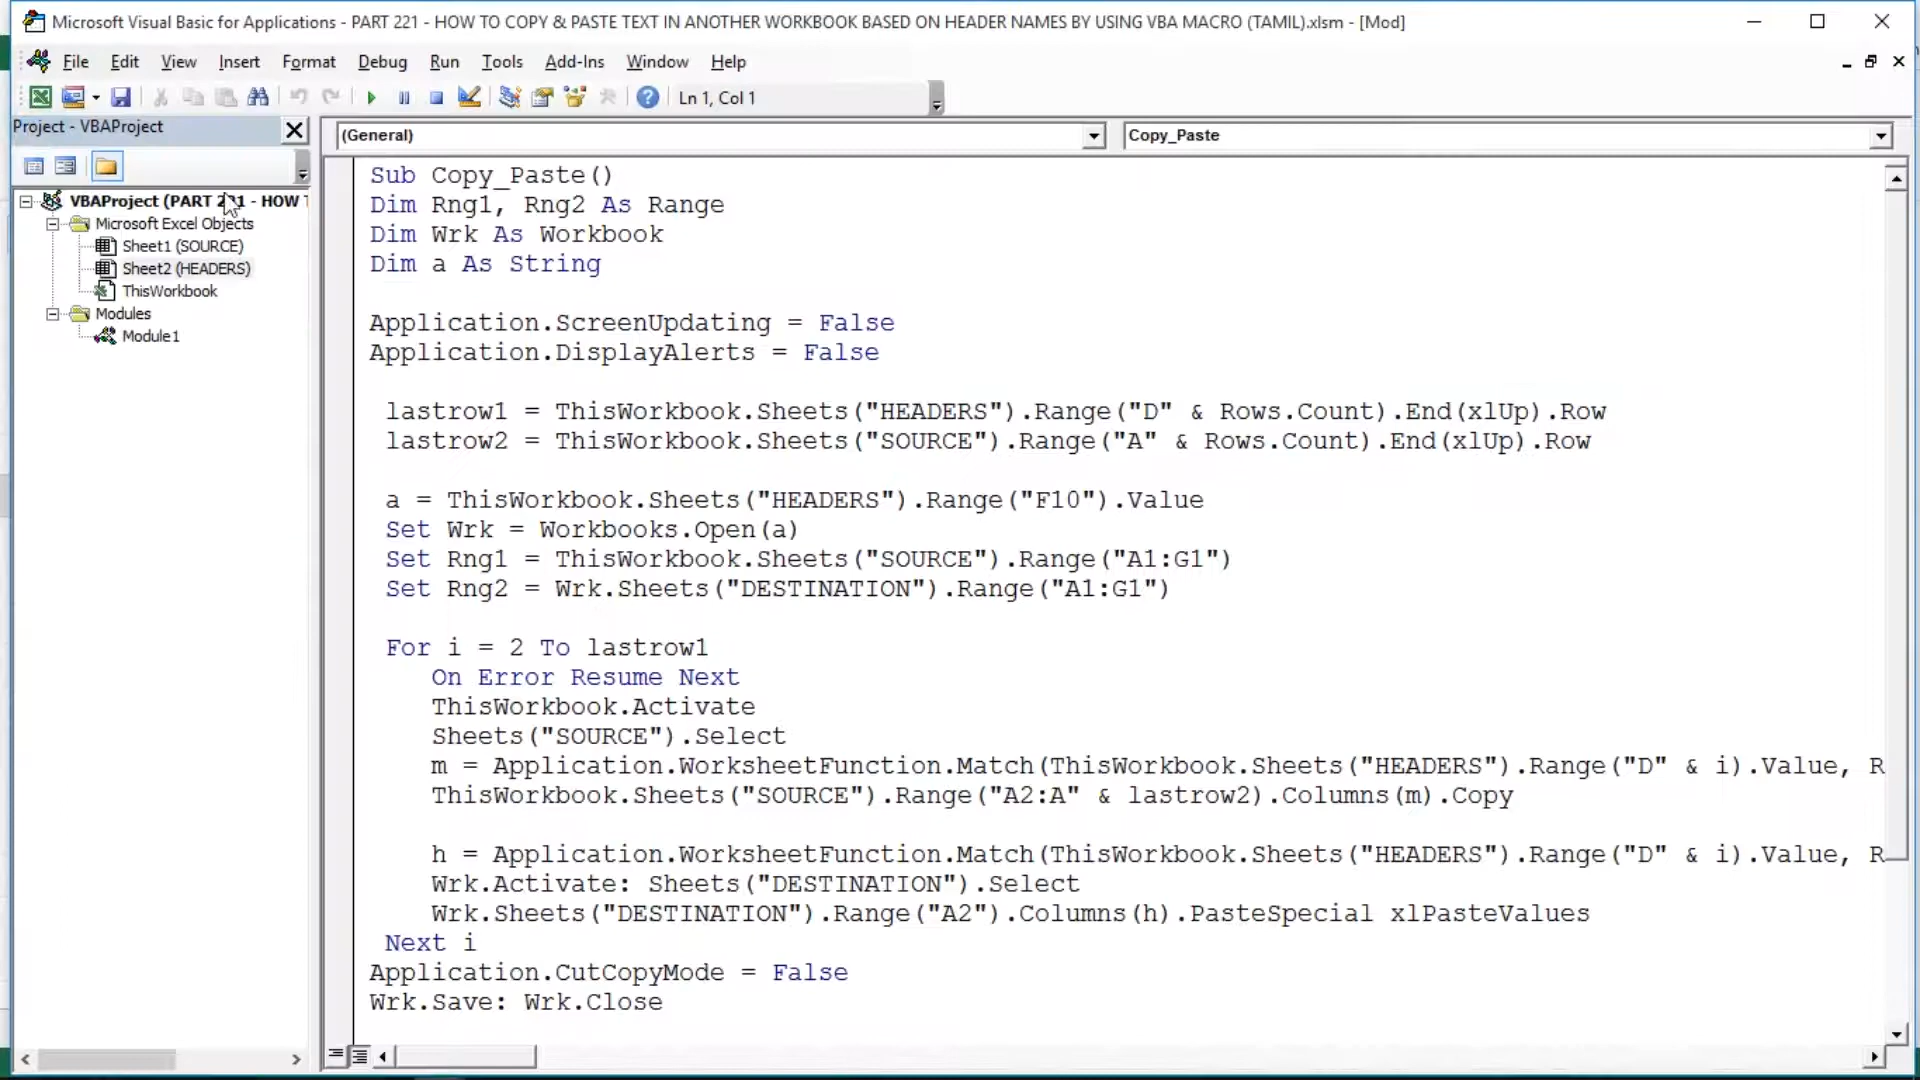 Microsoft Visual Basic for Applications - PART 221 - HOW TO COPY & PASTE TEXT IN ANOTHER WORKBOOK BASED ON HEADER NAMES BY USING VBA MACRO (TAMIL).xlsm - [Mod]
File Edit View Insert Format Debug Run Tools Add-Ins Window Help
Ln 1, Col 1
Project - VBAProject
(General)
Copy_Paste
VBAProject (PART 221 - HOW
Microsoft Excel Objects
Sheet1 (SOURCE)
Sheet2 (HEADERS)
ThisWorkbook
Modules
Module1
Sub Copy_Paste()
Dim Rng1, Rng2 As Range
Dim Wrk As Workbook
Dim a As String
Application.ScreenUpdating = False
Application.DisplayAlerts = False
lastrow1 = ThisWorkbook.Sheets("HEADERS").Range("D" & Rows.Count).End(xlUp).Row
lastrow2 = ThisWorkbook.Sheets("SOURCE").Range("A" & Rows.Count).End(xlUp).Row
a = ThisWorkbook.Sheets("HEADERS").Range("F10").Value
Set Wrk = Workbooks.Open(a)
Set Rng1 = ThisWorkbook.Sheets("SOURCE").Range("A1:G1")
Set Rng2 = Wrk.Sheets("DESTINATION").Range("A1:G1")
For i = 2 To lastrow1
On Error Resume Next
ThisWorkbook.Activate
Sheets("SOURCE").Select
m = Application.WorksheetFunction.Match(ThisWorkbook.Sheets("HEADERS").Range("D" & i).Value, R
ThisWorkbook.Sheets("SOURCE").Range("A2:A" & lastrow2).Columns(m).Copy
h = Application.WorksheetFunction.Match(ThisWorkbook.Sheets("HEADERS").Range("D" & i).Value, R
Wrk.Activate: Sheets("DESTINATION").Select
Wrk.Sheets("DESTINATION").Range("A2").Columns(h).PasteSpecial xlPasteValues
Next i
Application.CutCopyMode = False
Wrk.Save: Wrk.Close